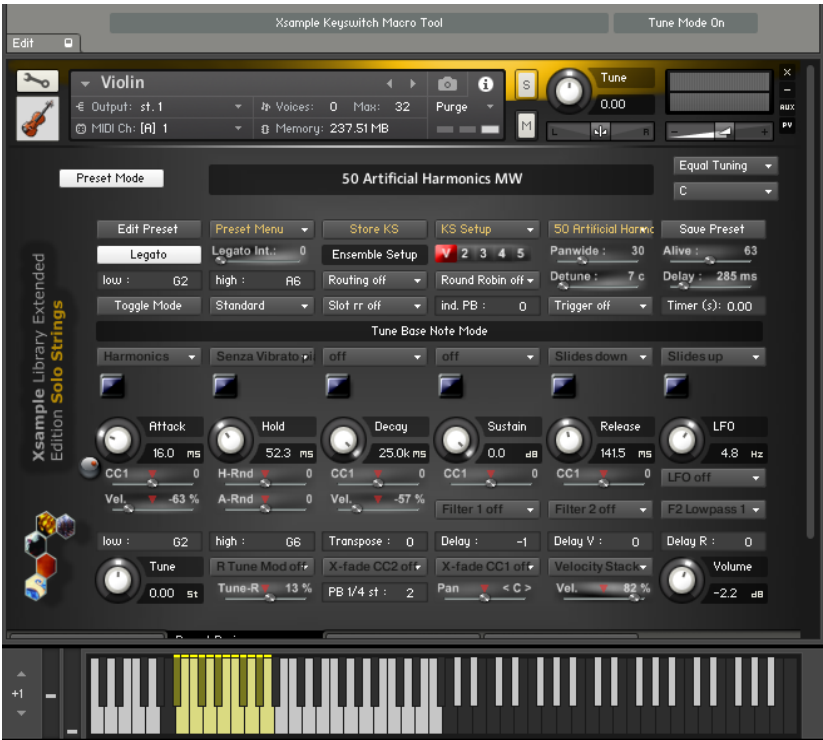 Xsample Keyswitch Macro Tool
Tune Mode On
Edit
Violin
S
Tune
X
Output: st. 1
Voices: 0 Max: 32
Purge
0.00
AUX
MIDI Ch: [A] 1
Memory: 237.51 MB
M
L R
PV
Preset Mode
50 Artificial Harmonics MW
Equal Tuning
C
Edit Preset
Preset Menu
Store KS
KS Setup
50 Artificial Harmo
Save Preset
Legato
Legato Int.: 0
Ensemble Setup
V 2 3 4 5
Panwide : 30
Alive : 63
low : G2
high : A6
Routing off
Round Robin off
Detune : 7 c
Delay : 285 ms
Toggle Mode
Standard
Slot rr off
ind. PB : 0
Trigger off
Timer (s): 0.00
Tune Base Note Mode
Harmonics
Senza Vibrato pi
off
off
Slides down
Slides up
Xsample Library Extended
Edition Solo Strings
Attack
Hold
Decay
Sustain
Release
LFO
16.0 ms
52.3 ms
25.0k ms
0.0 dB
141.5 ms
4.8 Hz
CC1 0
H-Rnd 0
CC1 0
CC1 0
CC1 0
LFO off
Vel. -63 %
A-Rnd 0
Vel. -57 %
Filter 1 off
Filter 2 off
F2 Lowpass 1
low : G2
high : G6
Transpose : 0
Delay : -1
Delay V : 0
Delay R : 0
Tune
R Tune Mod off
X-fade CC2 off
X-fade CC1 off
Velocity Stack
Volume
0.00 st
Tune-R 13 %
PB 1/4 st : 2
Pan < C >
Vel. 82 %
-2.2 dB
+1